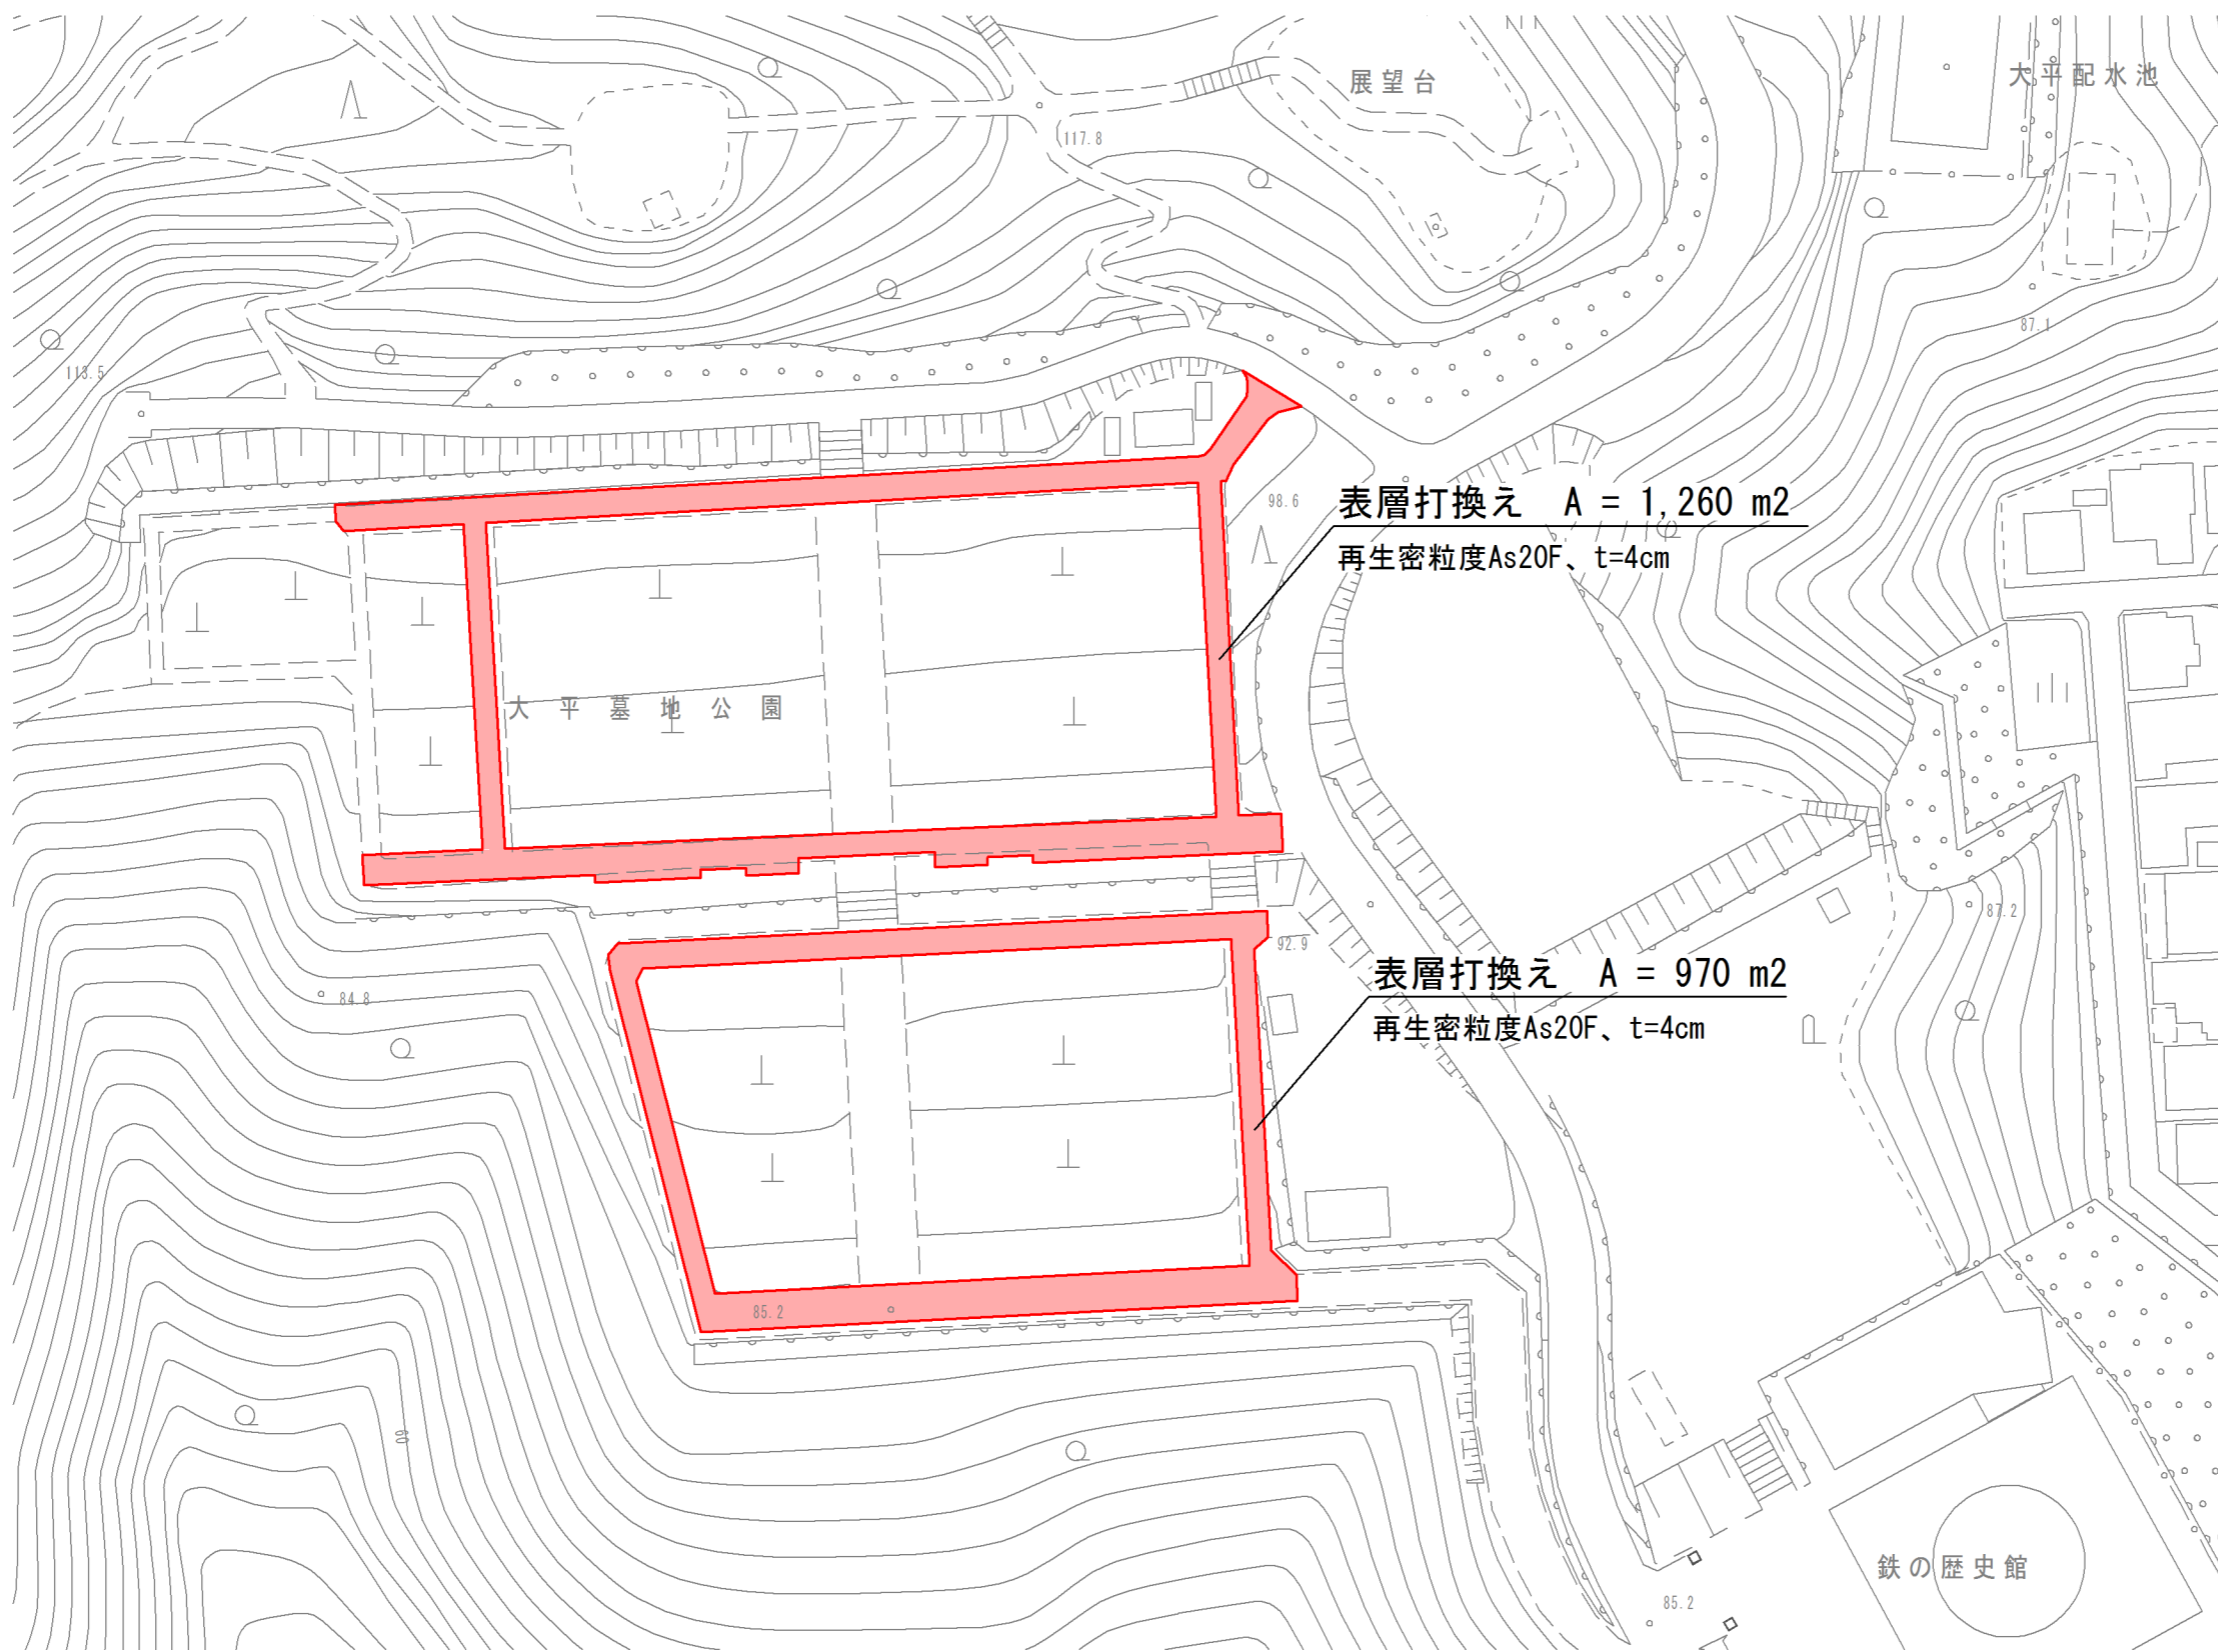 展望台
大平配水池
117.8
87.1
113.5
98.6
表層打換え　A = 1,260 m2
再生密粒度As20F、t=4cm
大平墓地公園
87.2
92.9
表層打換え　A = 970 m2
再生密粒度As20F、t=4cm
84.8
85.2
鉄の歴史館
85.2